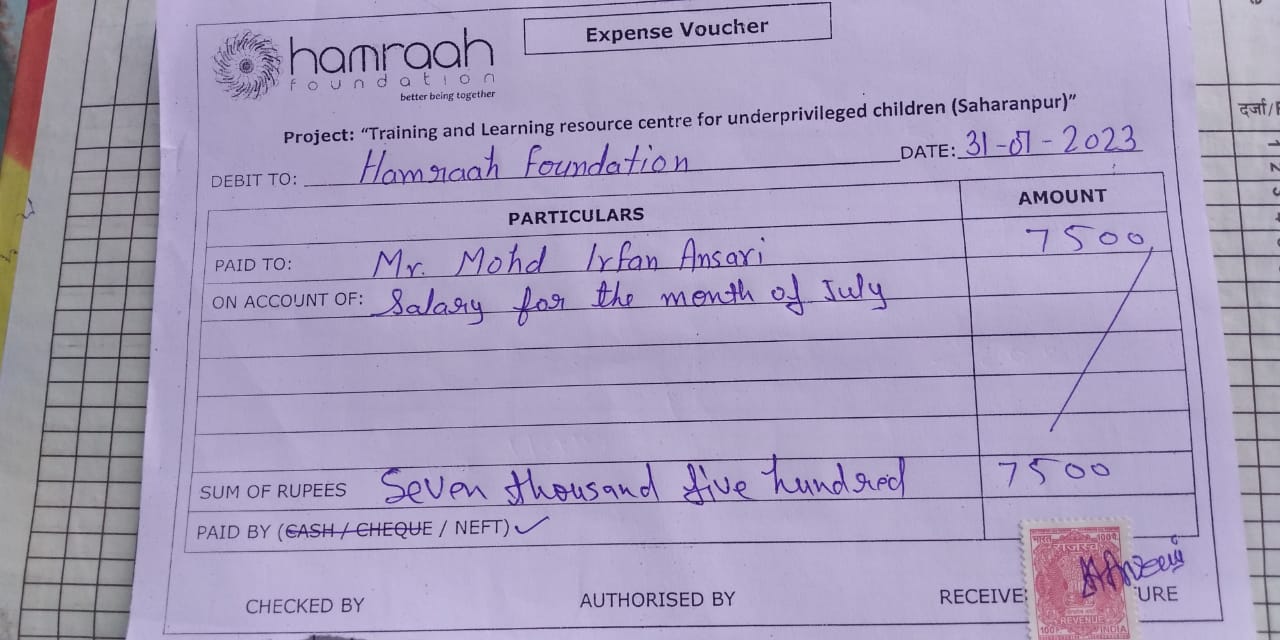 hamraah
foundation
better being together
Expense Voucher
Project: "Training and Learning resource centre for underprivileged children (Saharanpur)"
DEBIT TO: Hamraah Foundation DATE: 31-07-2023
PARTICULARS AMOUNT
PAID TO: Mr. Mohd Irfan Ansari 7500
ON ACCOUNT OF: Salary for the month of July
SUM OF RUPEES Seven thousand five hundred 7500
PAID BY (CASH / CHEQUE / NEFT) ✓
CHECKED BY AUTHORISED BY RECEIVE URE
भारत
REVENUE
INDIA
दर्जा/
1
2
3